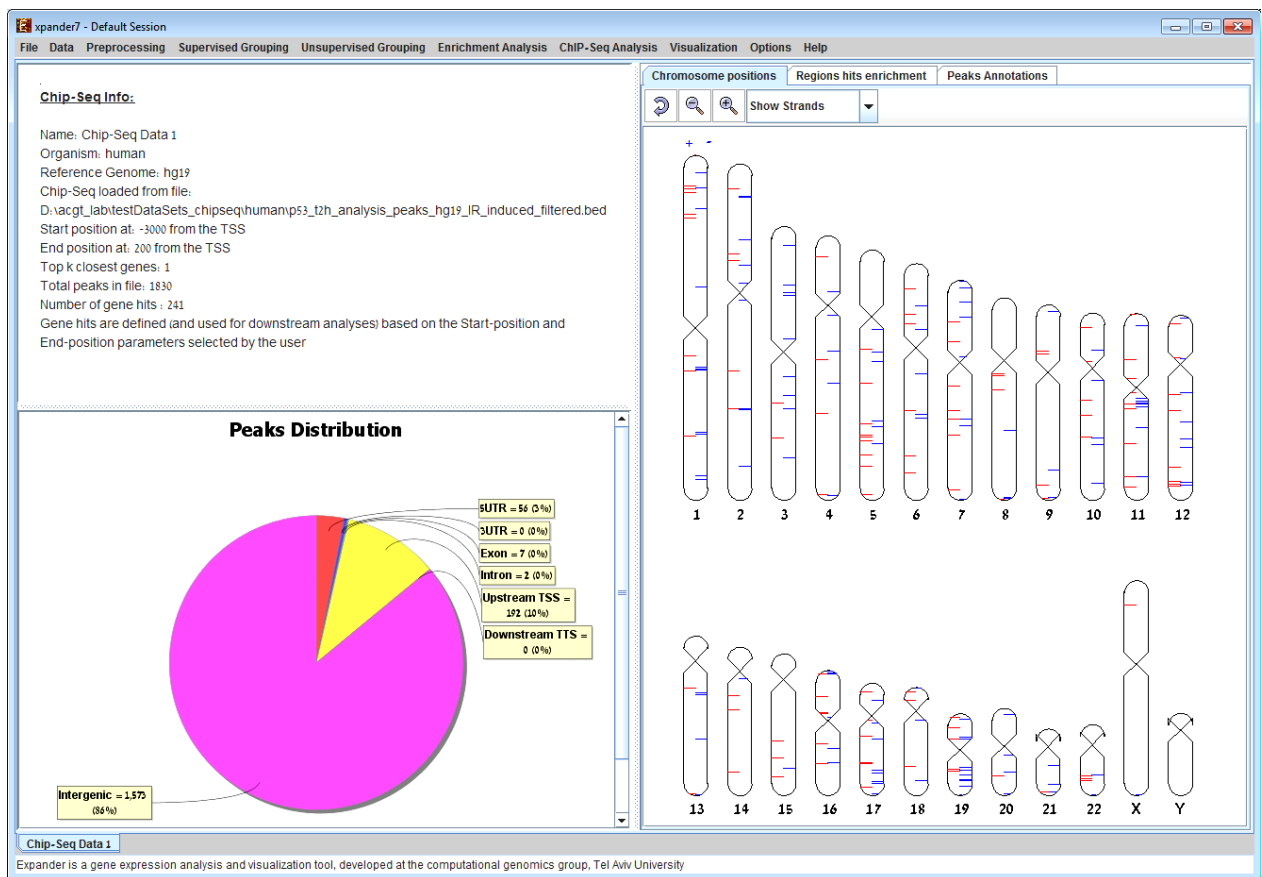 xpander7 - Default Session
File Data Preprocessing Supervised Grouping Unsupervised Grouping Enrichment Analysis ChIP-Seq Analysis Visualization Options Help
Chip-Seq Info:
Name: Chip-Seq Data 1
Organism: human
Reference Genome: hg19
Chip-Seq loaded from file:
D:\acgt_lab\testDataSets_chipseq\human\p53_t2h_analysis_peaks_hg19_IR_induced_filtered.bed
Start position at: -3000 from the TSS
End position at: 200 from the TSS
Top k closest genes: 1
Total peaks in file: 1830
Number of gene hits : 241
Gene hits are defined (and used for downstream analyses) based on the Start-position and
End-position parameters selected by the user
Peaks Distribution
5UTR = 56 (3%)
3UTR = 0 (0%)
Exon = 7 (0%)
Intron = 2 (0%)
Upstream TSS =
192 (10%)
Downstream TTS =
0 (0%)
Intergenic = 1,573
(86%)
Chromosome positions Regions hits enrichment Peaks Annotations
Show Strands
+ -
1 2 3 4 5 6 7 8 9 10 11 12
13 14 15 16 17 18 19 20 21 22 X Y
Chip-Seq Data 1
Expander is a gene expression analysis and visualization tool, developed at the computational genomics group, Tel Aviv University